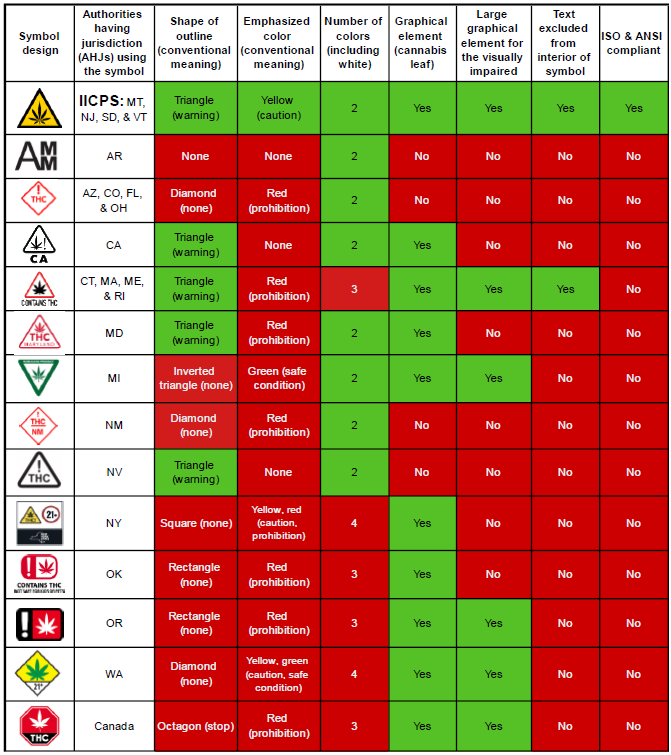 Symbol
design
Authorities
having
jurisdiction
(AHJs) using
the symbol
Shape of
outline
(conventional
meaning)
Emphasized
color
(conventional
meaning)
Number of
colors
(including
white)
Graphical
element
(cannabis
leaf)
Large
graphical
element for
the visually
impaired
Text
excluded
from
interior of
symbol
ISO & ANSI
compliant
IICPS: MT,
NJ, SD, & VT
Triangle
(warning)
Yellow
(caution)
2
Yes
Yes
Yes
Yes
AM
M
AR
None
None
2
No
No
No
No
!
THC
AZ, CO, FL,
& OH
Diamond
(none)
Red
(prohibition)
2
No
No
No
No
!
CA
CA
Triangle
(warning)
None
2
Yes
No
No
No
CONTAINS THC
CT, MA, ME,
& RI
Triangle
(warning)
Red
(prohibition)
3
Yes
Yes
Yes
No
THC
MARYLAND
MD
Triangle
(warning)
Red
(prohibition)
2
Yes
No
No
No
MI
Inverted
triangle (none)
Green (safe
condition)
2
Yes
Yes
No
No
!
THC
NM
NM
Diamond
(none)
Red
(prohibition)
2
No
No
No
No
!
THC
NV
Triangle
(warning)
None
2
No
No
No
No
21+
NY
Square (none)
Yellow, red
(caution,
prohibition)
4
Yes
No
No
No
!
CONTAINS THC
OK
Rectangle
(none)
Red
(prohibition)
3
Yes
No
No
No
!
OR
Rectangle
(none)
Red
(prohibition)
3
Yes
Yes
No
No
21+
WA
Diamond
(none)
Yellow, green
(caution, safe
condition)
4
Yes
Yes
No
No
THC
Canada
Octagon (stop)
Red
(prohibition)
3
Yes
Yes
No
No